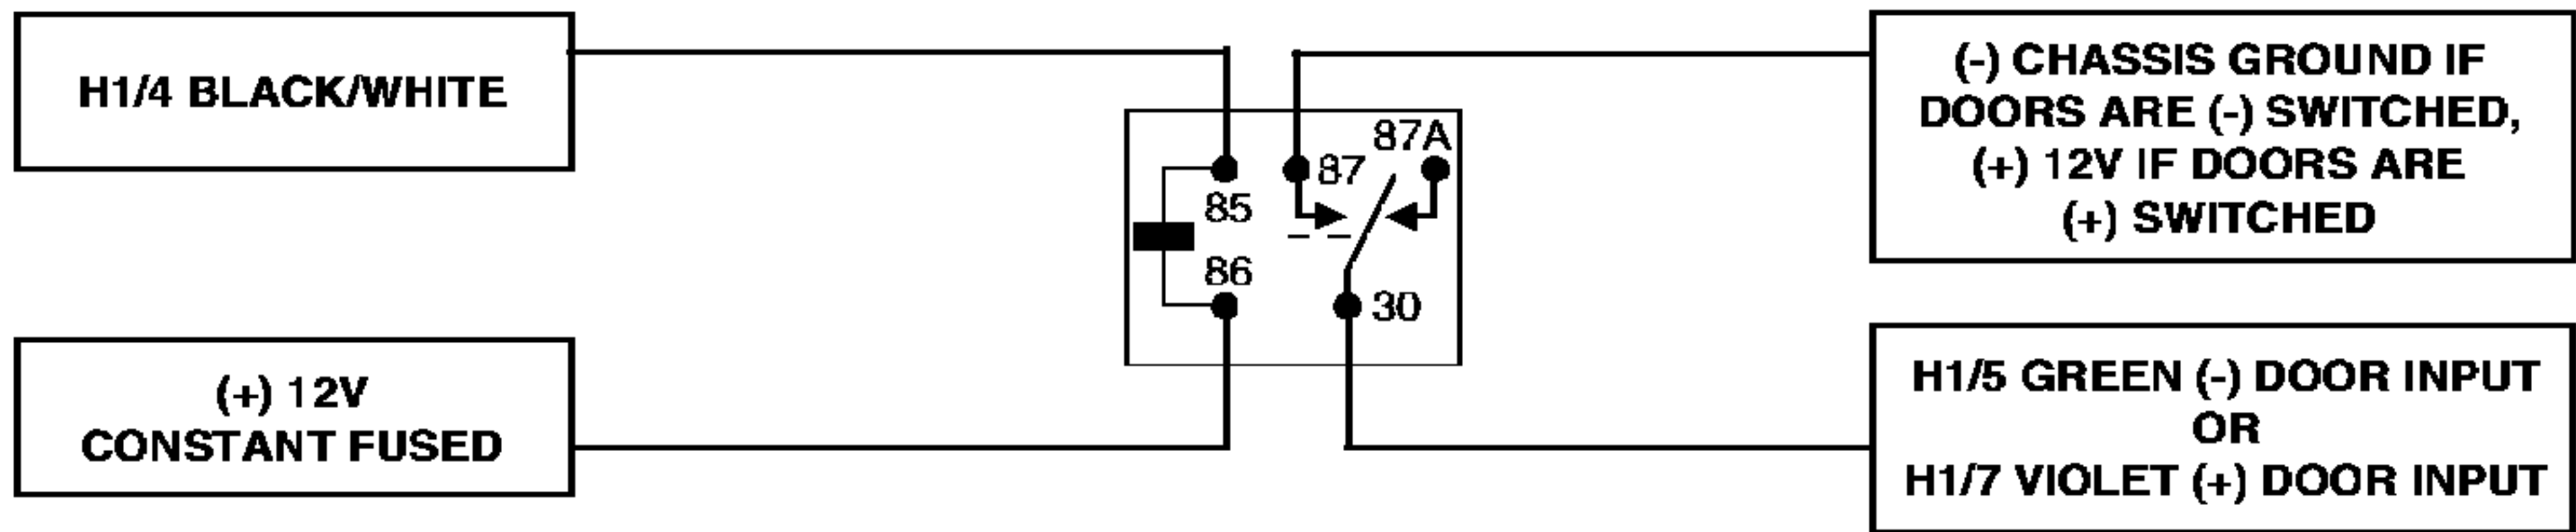 H1/4 BLACK/WHITE
(-) CHASSIS GROUND IF
DOORS ARE (-) SWITCHED,
(+) 12V IF DOORS ARE
(+) SWITCHED
87A
87
85
86
30
(+) 12V
CONSTANT FUSED
H1/5 GREEN (-) DOOR INPUT
OR
H1/7 VIOLET (+) DOOR INPUT